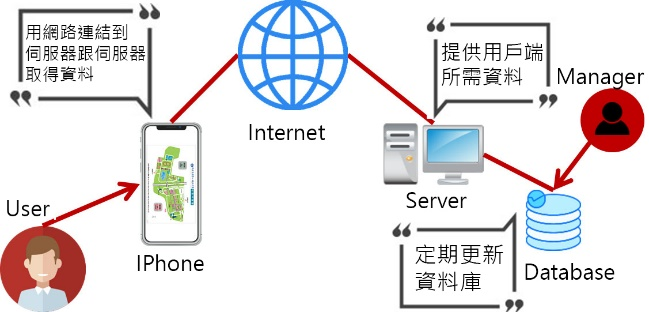 用網路連結到
伺服器跟伺服器
取得資料
Internet
提供用戶端
所需資料
Manager
User
IPhone
Server
定期更新
資料庫
Database